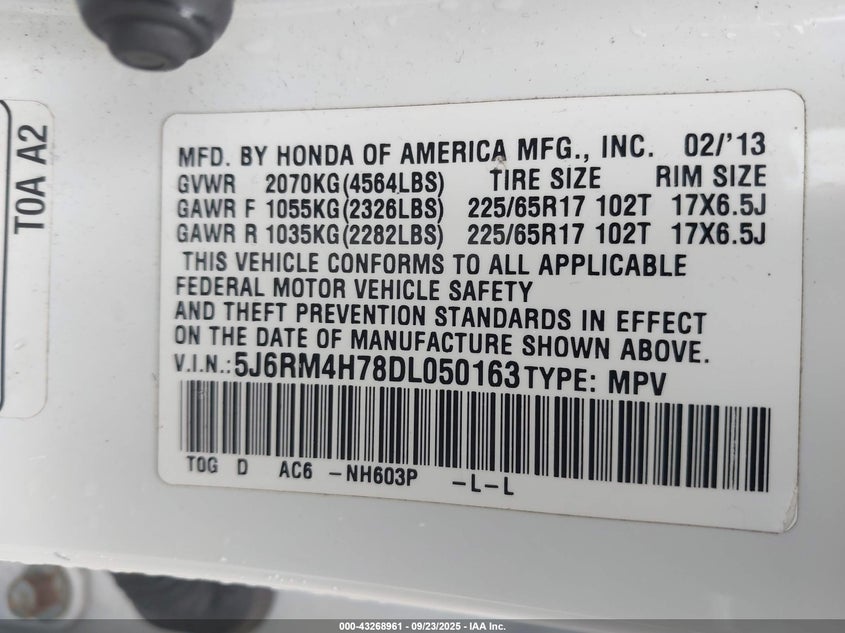 T0A A2
MFD. BY HONDA OF AMERICA MFG., INC. 02/'13
GVWR 2070KG(4564LBS) TIRE SIZE RIM SIZE
GAWR F 1055KG(2326LBS) 225/65R17 102T 17X6.5J
GAWR R 1035KG(2282LBS) 225/65R17 102T 17X6.5J
THIS VEHICLE CONFORMS TO ALL APPLICABLE
FEDERAL MOTOR VEHICLE SAFETY
AND THEFT PREVENTION STANDARDS IN EFFECT
ON THE DATE OF MANUFACTURE SHOWN ABOVE.
V.I.N.: 5J6RM4H78DL050163 TYPE: MPV
T0G D AC6 -NH603P -L-L
000-43268961 - 09/23/2025 - IAA Inc.